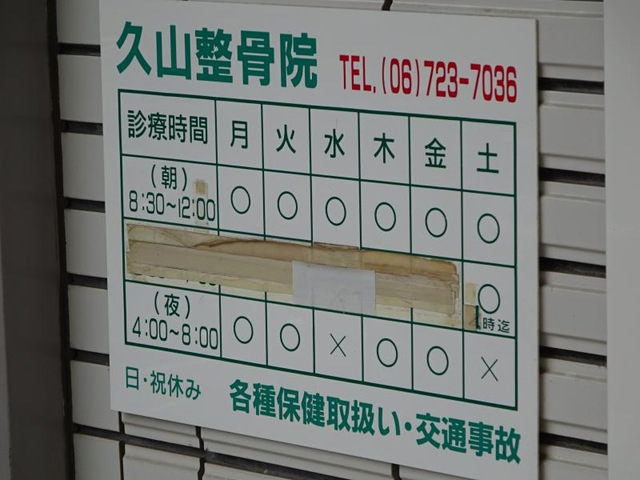 久山整骨院 TEL.(06)723-7036
診療時間 月 火 水 木 金 土
(朝) 8:30~12:00 ○ ○ ○ ○ ○ ○
○ 時迄
(夜) 4:00~8:00 ○ ○ × ○ ○ ×
日・祝休み 各種保健取扱い・交通事故